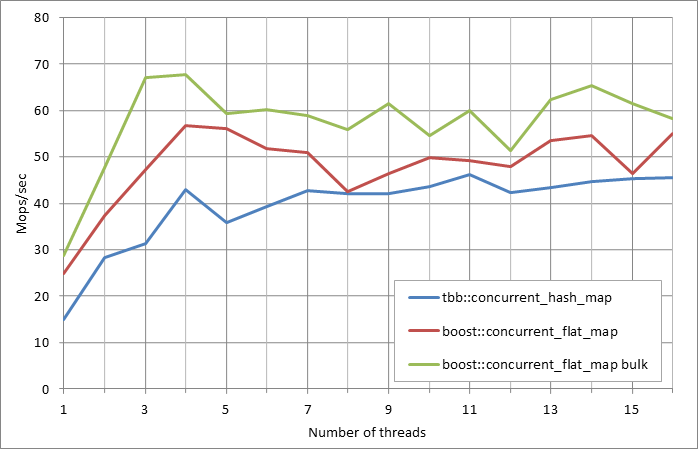 80
70
60
50
40
30
20
10
0
Mops/sec
tbb::concurrent_hash_map
boost::concurrent_flat_map
boost::concurrent_flat_map bulk
1 3 5 7 9 11 13 15
Number of threads